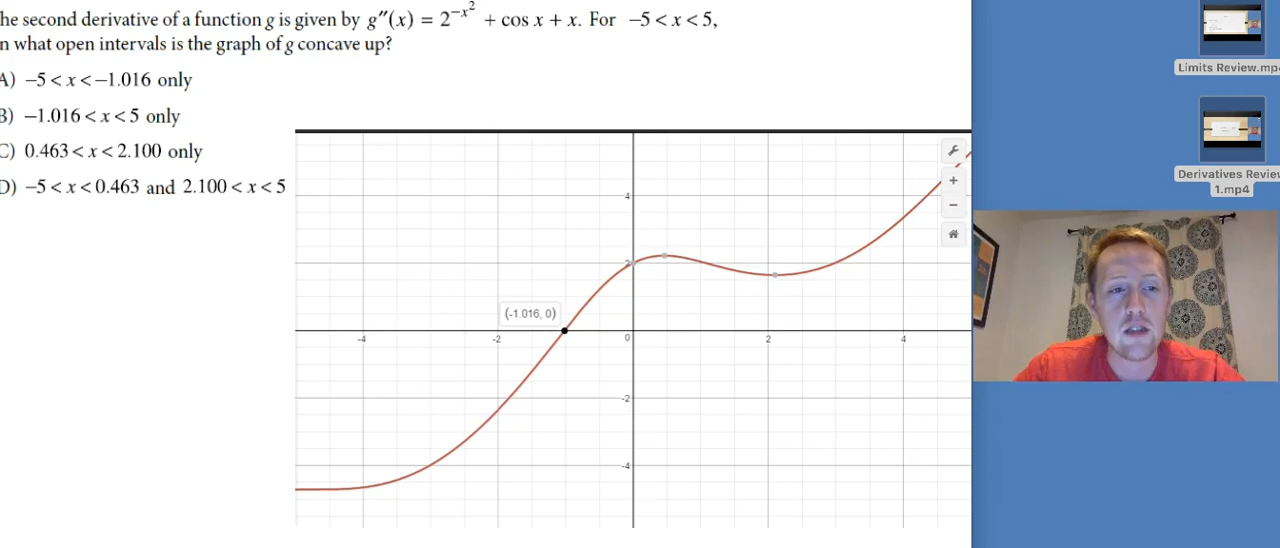 he second derivative of a function g is given by g″(x) = 2^{-x^2} + cos x + x. For −5 < x < 5,
n what open intervals is the graph of g concave up?
A) −5 < x < −1.016 only
B) −1.016 < x < 5 only
C) 0.463 < x < 2.100 only
D) −5 < x < 0.463 and 2.100 < x < 5
4
2
(-1.016, 0)
-4
-2
0
2
4
-2
-4
+
−
Limits Review.mp
Derivatives Revie
1.mp4